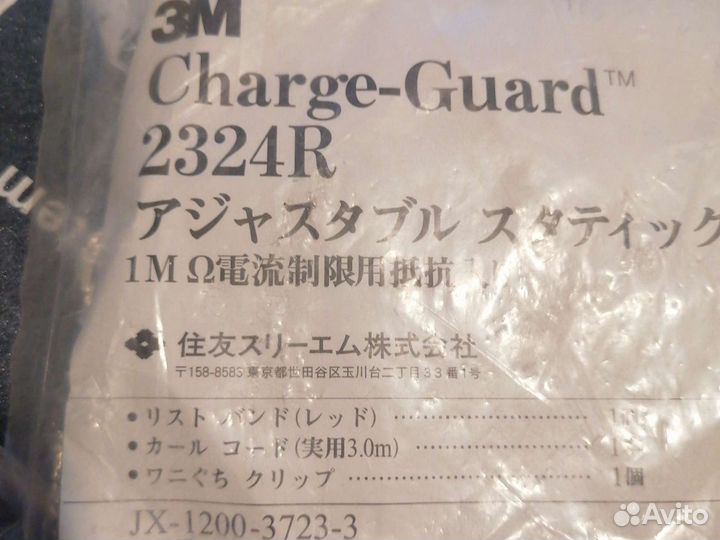 3M
Charge-Guard™
2324R
アジャスタブル スタティック
1MΩ電流制限用抵抗
住友スリーエム株式会社
〒158-8583 東京都世田谷区玉川台二丁目33番1号
• リスト バンド(レッド) ……………………
• カール コード(実用3.0m) ……………………
• ワニぐち クリップ …………………… 1個
JX-1200-3723-3
tem
Avito